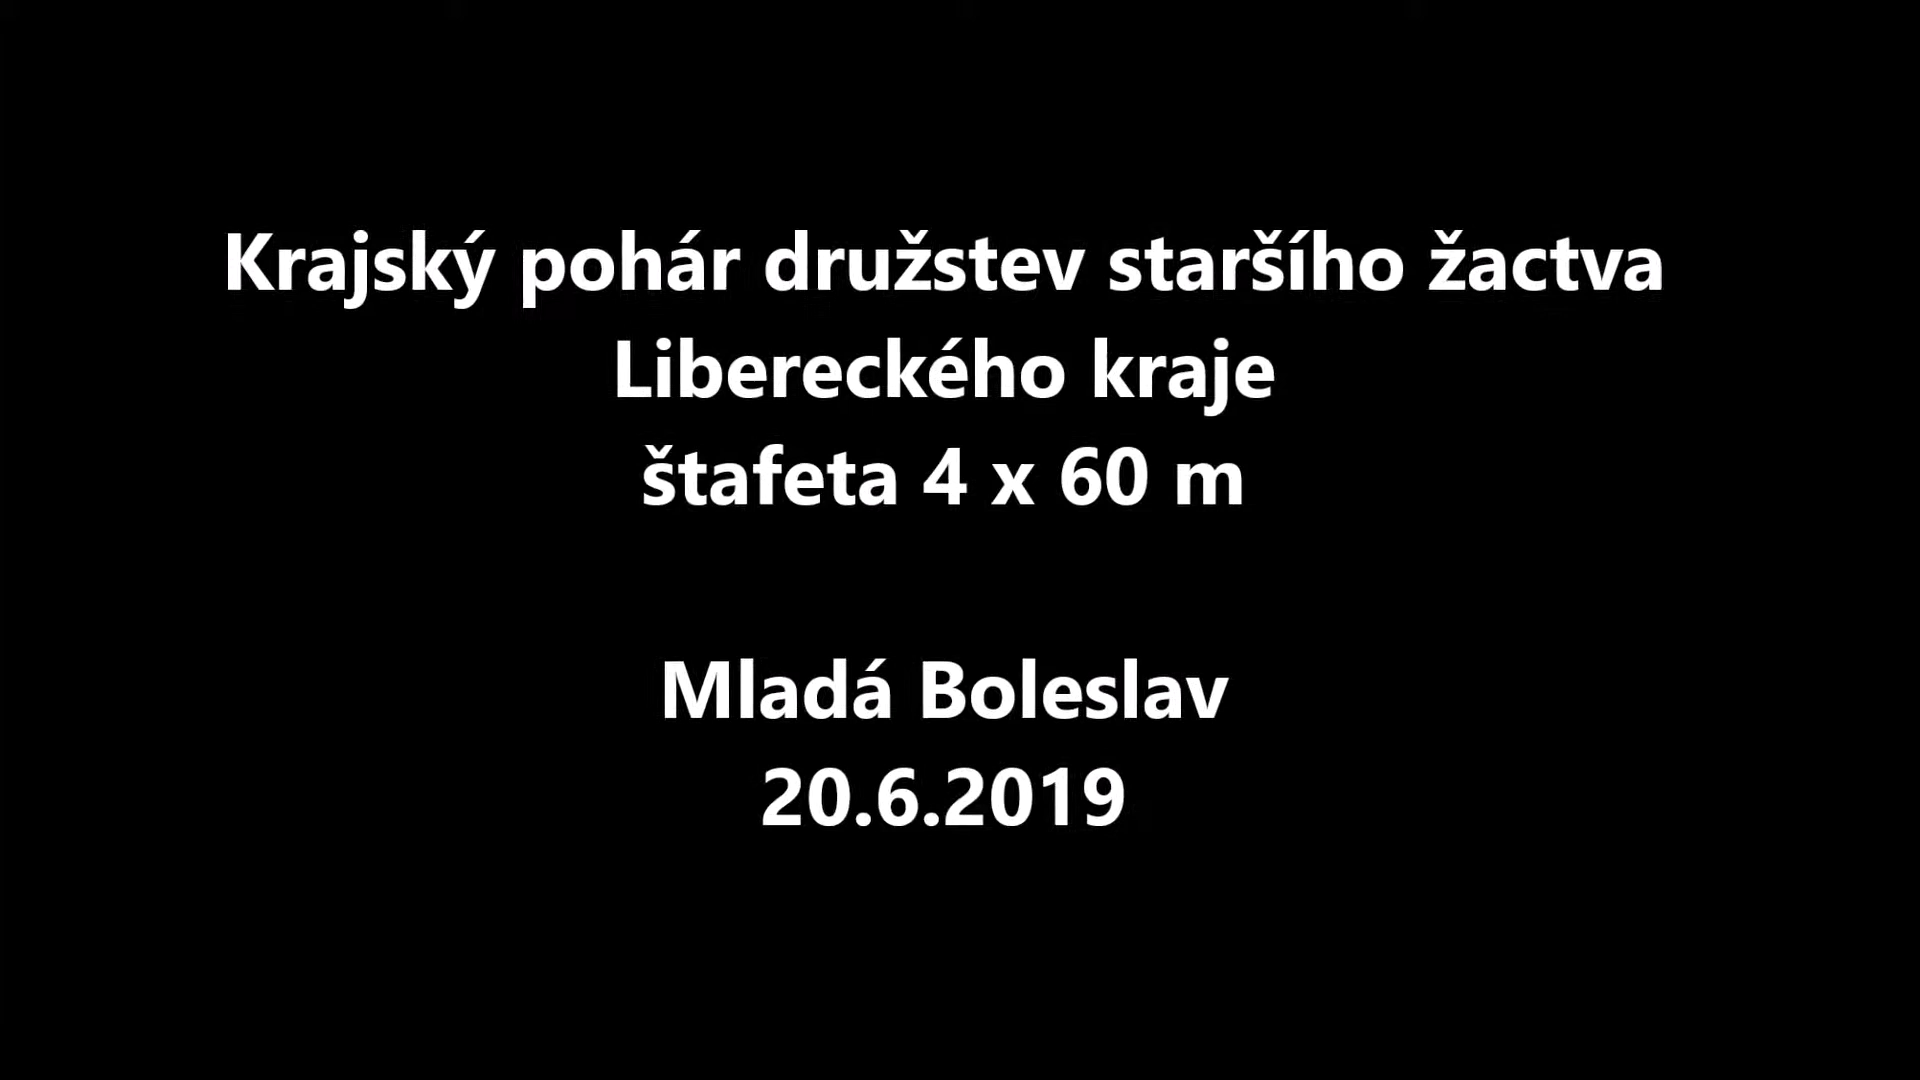 Krajský pohár družstev staršího žactva
Libereckého kraje
štafeta 4 x 60 m
Mladá Boleslav
20.6.2019